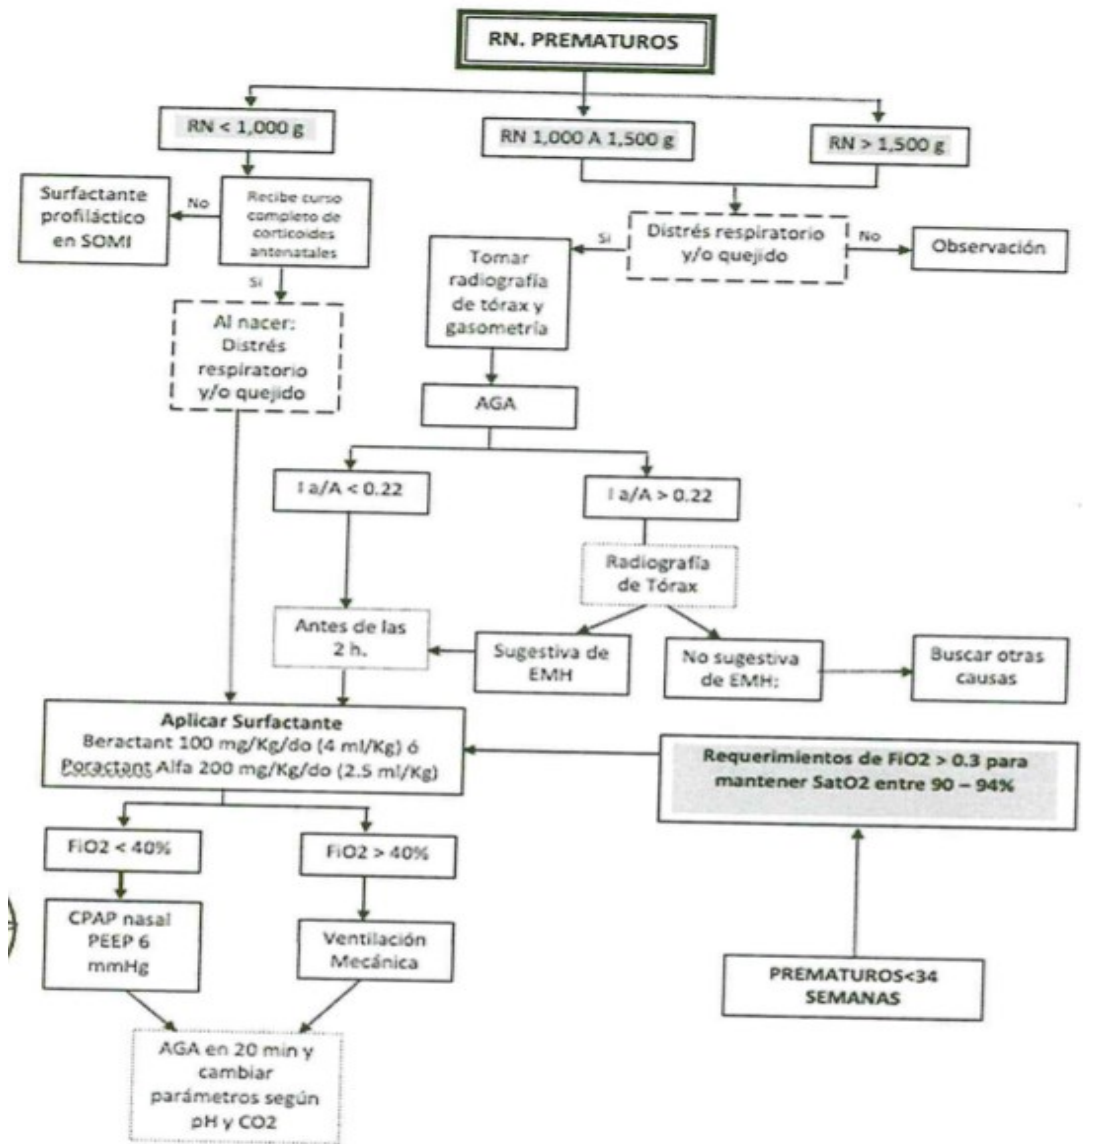 RN. PREMATUROS
RN < 1,000 g
RN 1,000 A 1,500 g
RN > 1,500 g
Surfactante
profiláctico
en SOMI
No
Recibe curso
completo de
corticoides
antenatales
Si
Al nacer:
Distrés
respiratorio
y/o quejido
Distrés respiratorio
y/o quejido
Si
No
Observación
Tomar
radiografía
de tórax y
gasometría
AGA
I a/A < 0.22
I a/A > 0.22
Radiografía
de Tórax
Antes de las
2 h.
Sugestiva de
EMH
No sugestiva
de EMH;
Buscar otras
causas
Aplicar Surfactante
Beractant 100 mg/Kg/do (4 ml/Kg) ó
Poractant Alfa 200 mg/Kg/do (2.5 ml/Kg)
Requerimientos de FiO2 > 0.3 para
mantener SatO2 entre 90 – 94%
FiO2 < 40%
FiO2 > 40%
CPAP nasal
PEEP 6
mmHg
Ventilación
Mecánica
PREMATUROS<34
SEMANAS
AGA en 20 min y
cambiar
parámetros según
pH y CO2